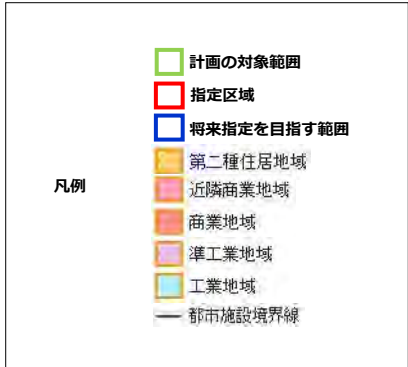 計画の対象範囲
指定区域
将来指定を目指す範囲
第二種住居地域
凡例
近隣商業地域
商業地域
準工業地域
工業地域
都市施設境界線